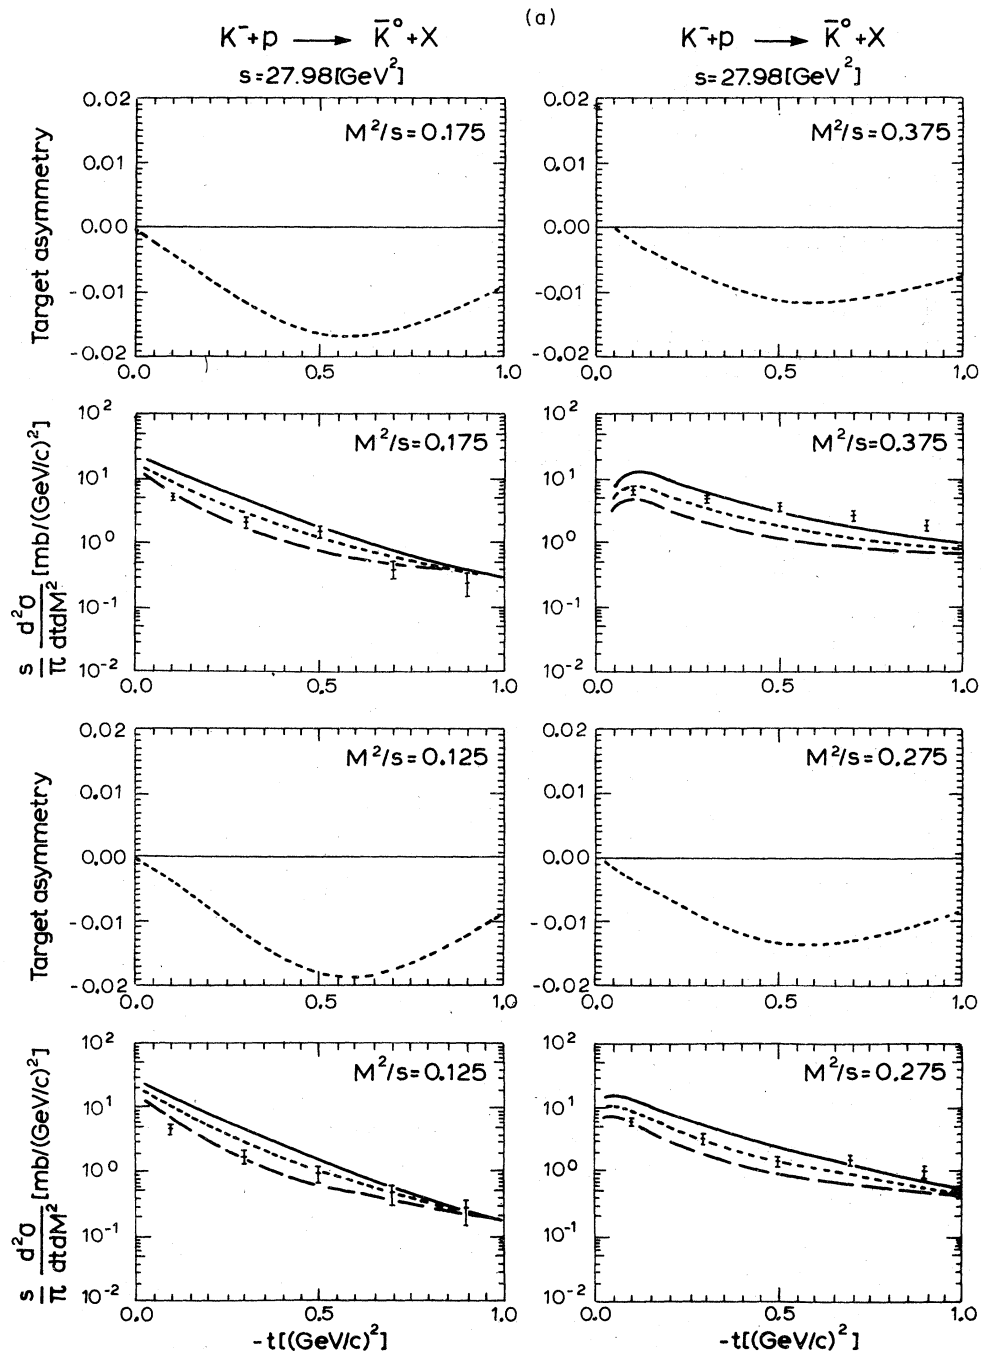 (a)
K⁻+p → K̄°+X
s=27.98[GeV²]
K⁻+p → K̄°+X
s=27.98[GeV²]
Target asymmetry
0.02
0.01
0.00
-0.01
-0.02
M²/s=0.175
0.0 0.5 1.0
0.02
0.01
0.00
-0.01
-0.02
M²/s=0.375
0.0 0.5 1.0
s/π d²σ/dtdM² [mb/(GeV/c)²]
10²
10¹
10⁰
10⁻¹
10⁻²
M²/s=0.175
0.0 0.5 1.0
10²
10¹
10⁰
10⁻¹
10⁻²
M²/s=0.375
0.0 0.5 1.0
Target asymmetry
0.02
0.01
0.00
-0.01
-0.02
M²/s=0.125
0.0 0.5 1.0
0.02
0.01
0.00
-0.01
-0.02
M²/s=0.275
0.0 0.5 1.0
s/π d²σ/dtdM² [mb/(GeV/c)²]
10²
10¹
10⁰
10⁻¹
10⁻²
M²/s=0.125
0.0 0.5 1.0
-t[(GeV/c)²]
10²
10¹
10⁰
10⁻¹
10⁻²
M²/s=0.275
0.0 0.5 1.0
-t[(GeV/c)²]